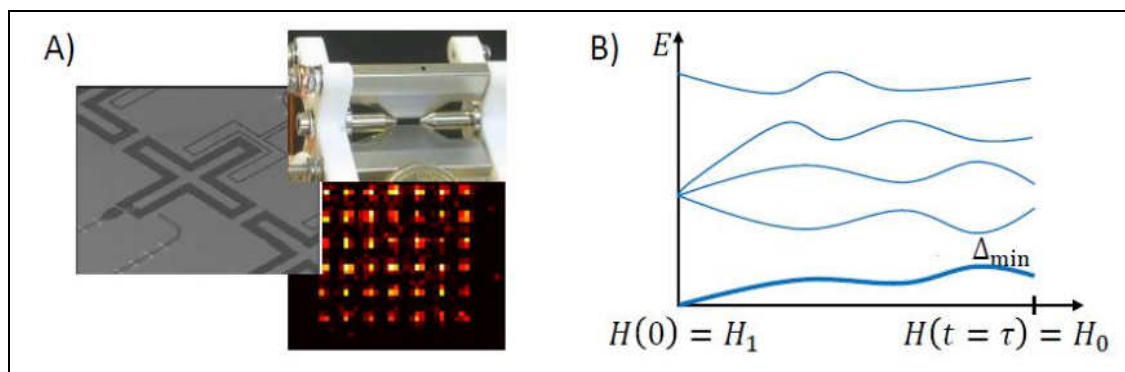 A)
B)
E
Δmin
H(0) = H1
H(t = τ) = H0